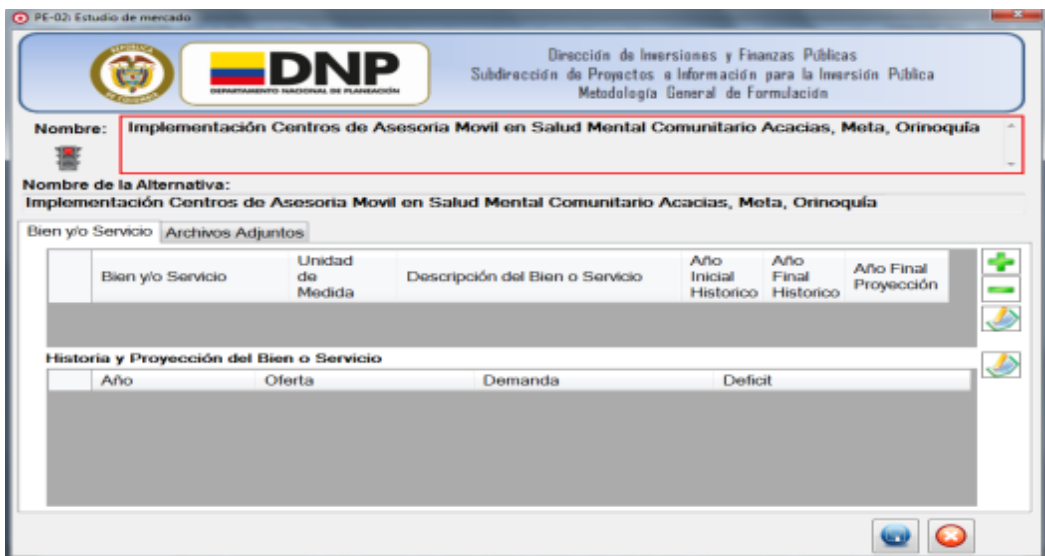 PE-02: Estudio de mercado
REPUBLICA
DE COLOMBIA
DNP
DEPARTAMENTO NACIONAL DE PLANEACIÓN
Dirección de Inversiones y Finanzas Públicas
Subdirección de Proyectos e Información para la Inversión Pública
Metodología General de Formulación
Nombre: Implementación Centros de Asesoria Movil en Salud Mental Comunitario Acacias, Meta, Orinoquía
Nombre de la Alternativa:
Implementación Centros de Asesoria Movil en Salud Mental Comunitario Acacias, Meta, Orinoquía
Bien y/o Servicio Archivos Adjuntos
Bien y/o Servicio Unidad de Medida Descripción del Bien o Servicio Año Inicial Historico Año Final Historico Año Final Proyección
Historia y Proyección del Bien o Servicio
Año Oferta Demanda Deficit